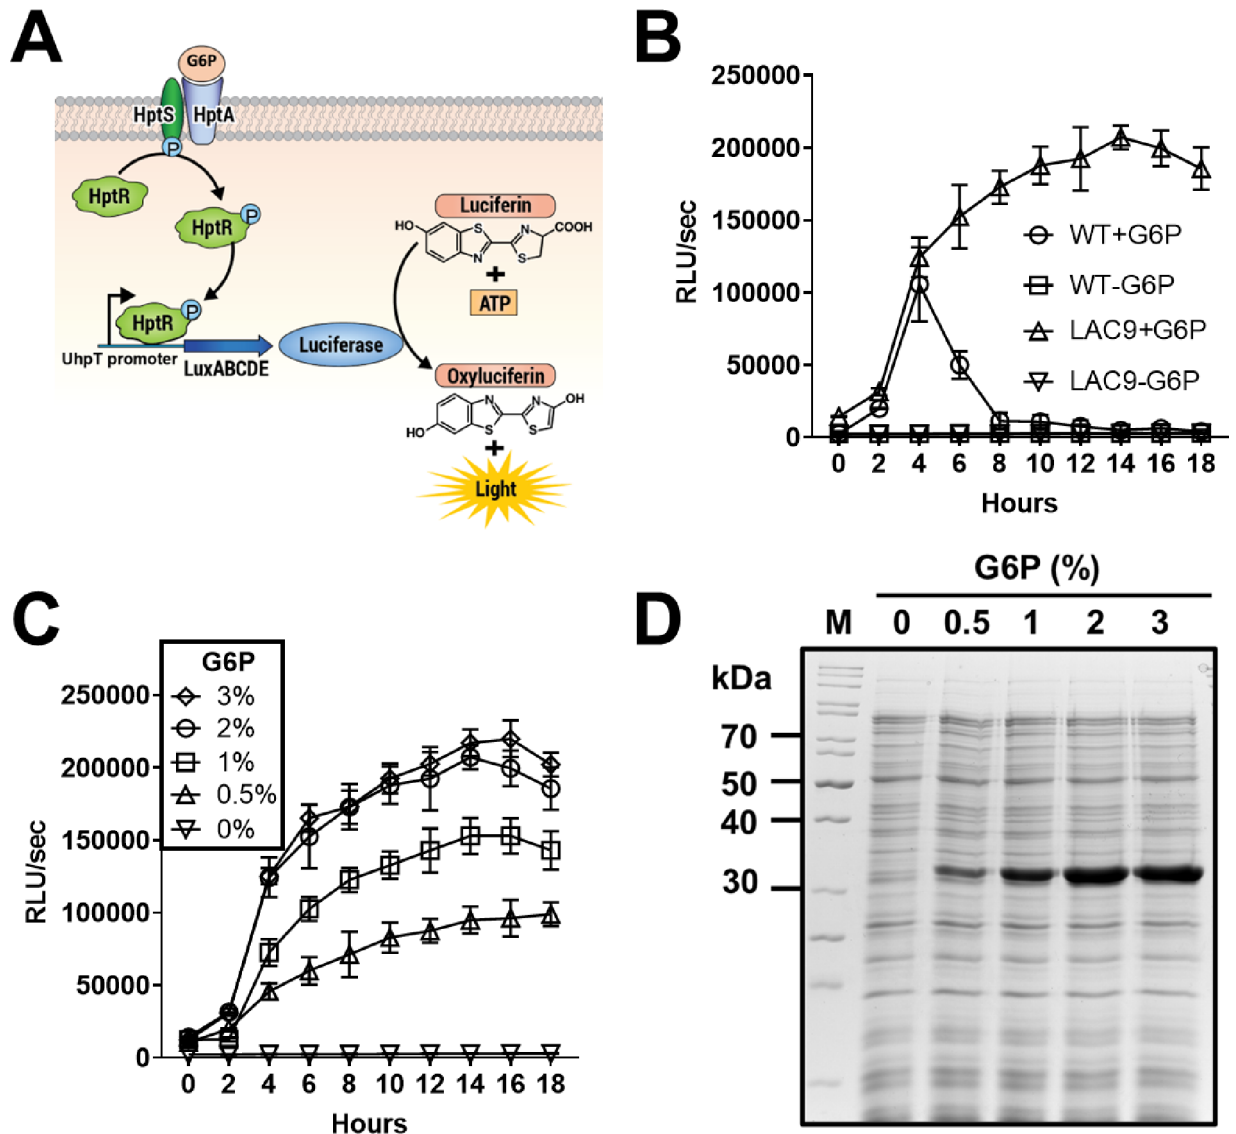 A
G6P
HptS
HptA
P
HptR
HptR
P
HptR
P
UhpT promoter
LuxABCDE
Luciferase
Luciferin
HO
S
N
N
S
COOH
+
ATP
Oxyluciferin
N
S
N
S
OH
HO
+
Light
B
250000
200000
150000
100000
50000
0
RLU/sec
WT+G6P
WT-G6P
LAC9+G6P
LAC9-G6P
0 2 4 6 8 10 12 14 16 18
Hours
C
G6P
3%
2%
1%
0.5%
0%
250000
200000
150000
100000
50000
0
RLU/sec
0 2 4 6 8 10 12 14 16 18
Hours
D
G6P (%)
M 0 0.5 1 2 3
kDa
70
50
40
30